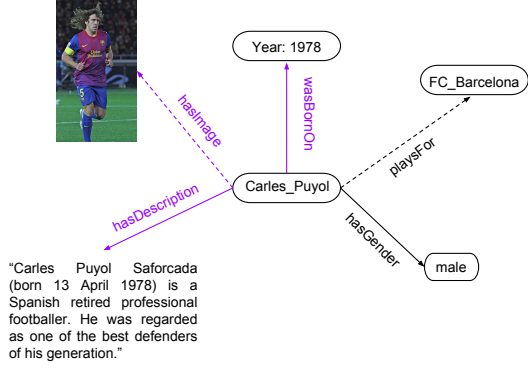 Year: 1978
FC_Barcelona
hasImage
wasBornOn
playsFor
Carles_Puyol
hasDescription
hasGender
male
“Carles Puyol Saforcada
(born 13 April 1978) is a
Spanish retired professional
footballer. He was regarded
as one of the best defenders
of his generation.”
5